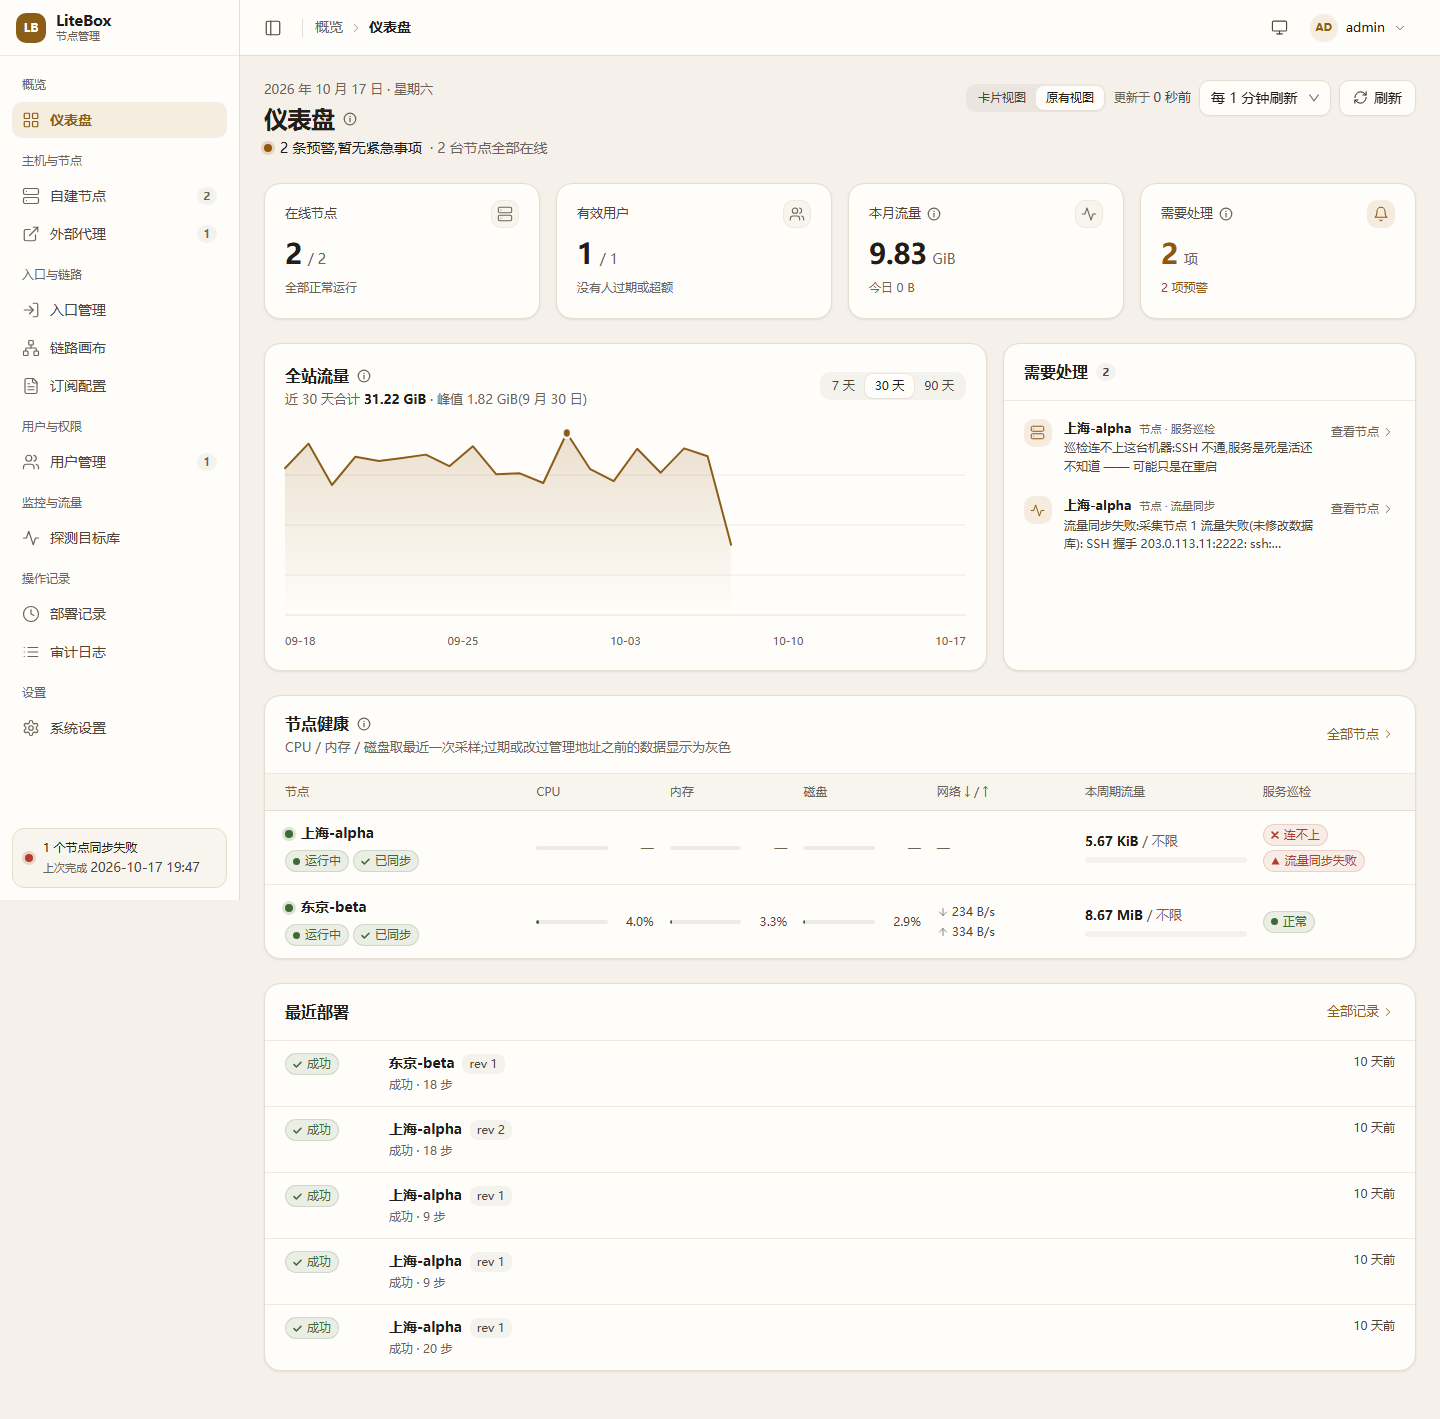 LB
LiteBox
节点管理
概览
仪表盘
主机与节点
自建节点 2
外部代理 1
入口与链路
入口管理
链路画布
订阅配置
用户与权限
用户管理 1
监控与流量
探测目标库
操作记录
部署记录
审计日志
设置
系统设置
1 个节点同步失败
上次完成 2026-10-17 19:47
概览 > 仪表盘
AD admin
2026 年 10 月 17 日 · 星期六
仪表盘
2 条预警,暂无紧急事项 · 2 台节点全部在线
卡片视图 原有视图 更新于 0 秒前 每 1 分钟刷新 刷新
在线节点
2 / 2
全部正常运行
有效用户
1 / 1
没有人过期或超额
本月流量
9.83 GiB
今日 0 B
需要处理
2 项
2 项预警
全站流量
近 30 天合计 31.22 GiB · 峰值 1.82 GiB(9 月 30 日)
7 天 30 天 90 天
09-18 09-25 10-03 10-10 10-17
需要处理 2
上海-alpha 节点 · 服务巡检 查看节点
巡检连不上这台机器:SSH 不通,服务是死是活还
不知道 —— 可能只是在重启
上海-alpha 节点 · 流量同步 查看节点
流量同步失败:采集节点 1 流量失败(未修改数据
库): SSH 握手 203.0.113.11:2222: ssh:...
节点健康
CPU / 内存 / 磁盘取最近一次采样;过期或改过管理地址之前的数据显示为灰色
全部节点
节点 CPU 内存 磁盘 网络 ↓ / ↑ 本周期流量 服务巡检
上海-alpha
运行中 已同步
— — — —
5.67 KiB / 不限
连不上
流量同步失败
东京-beta
运行中 已同步
4.0% 3.3% 2.9%
↓ 234 B/s
↑ 334 B/s
8.67 MiB / 不限
正常
最近部署
全部记录
成功 东京-beta rev 1 10 天前
成功 · 18 步
成功 上海-alpha rev 2 10 天前
成功 · 18 步
成功 上海-alpha rev 1 10 天前
成功 · 9 步
成功 上海-alpha rev 1 10 天前
成功 · 9 步
成功 上海-alpha rev 1 10 天前
成功 · 20 步